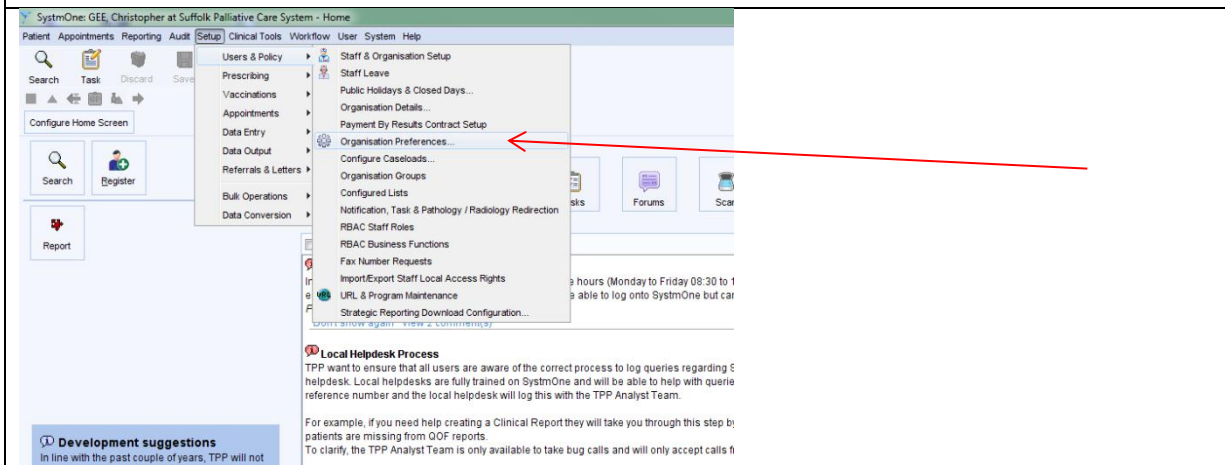 SystmOne: GEE, Christopher at Suffolk Palliative Care System - Home
Patient Appointments Reporting Audit Setup Clinical Tools Workflow User System Help
Search Task Discard Save
Configure Home Screen
Search Register
Report
Users & Policy
Prescribing
Vaccinations
Appointments
Data Entry
Data Output
Referrals & Letters
Bulk Operations
Data Conversion
Staff & Organisation Setup
Staff Leave
Public Holidays & Closed Days...
Organisation Details...
Payment By Results Contract Setup
Organisation Preferences...
Configure Caseloads...
Organisation Groups
Configured Lists
Notification, Task & Pathology / Radiology Redirection
RBAC Staff Roles
RBAC Business Functions
Fax Number Requests
Import/Export Staff Local Access Rights
URL & Program Maintenance
Strategic Reporting Download Configuration...
Forums
hours (Monday to Friday 08:30 to
able to log onto SystmOne but
Don't show again View 2 comment(s)
Local Helpdesk Process
TPP want to ensure that all users are aware of the correct process to log queries regarding
helpdesk. Local helpdesks are fully trained on SystmOne and will be able to help with
reference number and the local helpdesk will log this with the TPP Analyst Team.
For example, if you need help creating a Clinical Report they will take you through this step
patients are missing from QOF reports.
To clarify, the TPP Analyst Team is only available to take bug calls and will only accept calls
Development suggestions
In line with the past couple of years, TPP will not